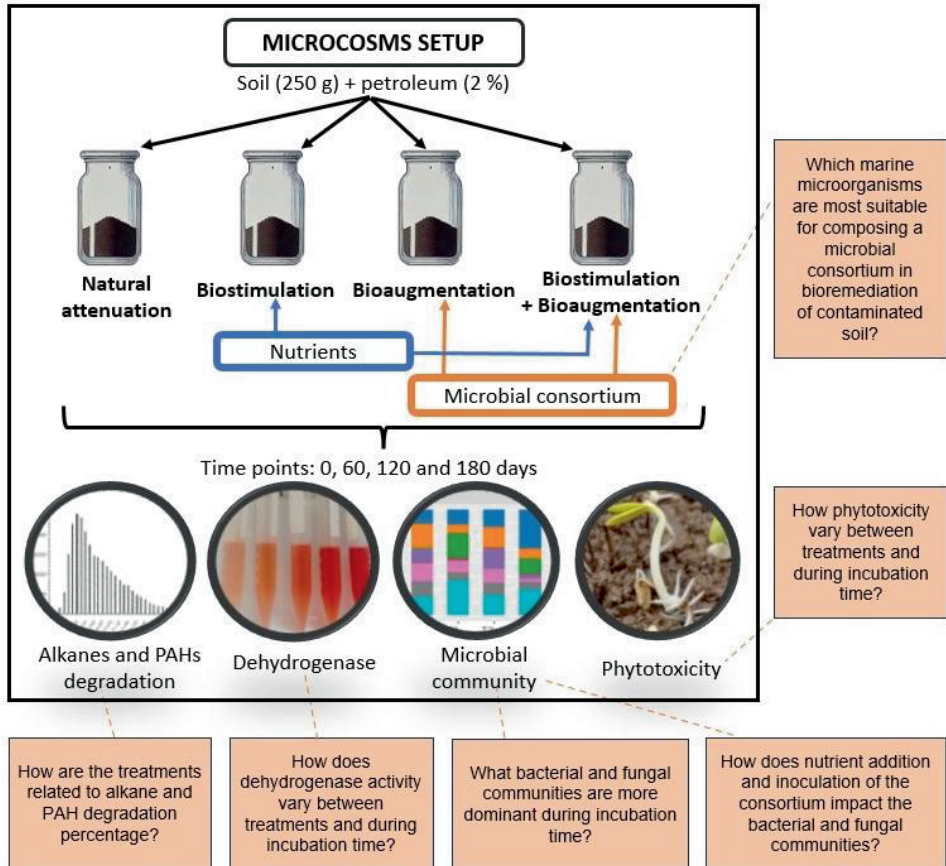 MICROCOSMS SETUP
Soil (250 g) + petroleum (2 %)
Natural
attenuation
Biostimulation
Bioaugmentation
Biostimulation
+ Bioaugmentation
Nutrients
Microbial consortium
Which marine
microorganisms
are most suitable
for composing a
microbial
consortium in
bioremediation
of contaminated
soil?
Time points: 0, 60, 120 and 180 days
Alkanes and PAHs
degradation
Dehydrogenase
Microbial
community
Phytotoxicity
How phytotoxicity
vary between
treatments and
during incubation
time?
How are the treatments
related to alkane and
PAH degradation
percentage?
How does
dehydrogenase activity
vary between
treatments and during
incubation time?
What bacterial and fungal
communities are more
dominant during incubation
time?
How does nutrient addition
and inoculation of the
consortium impact the
bacterial and fungal
communities?